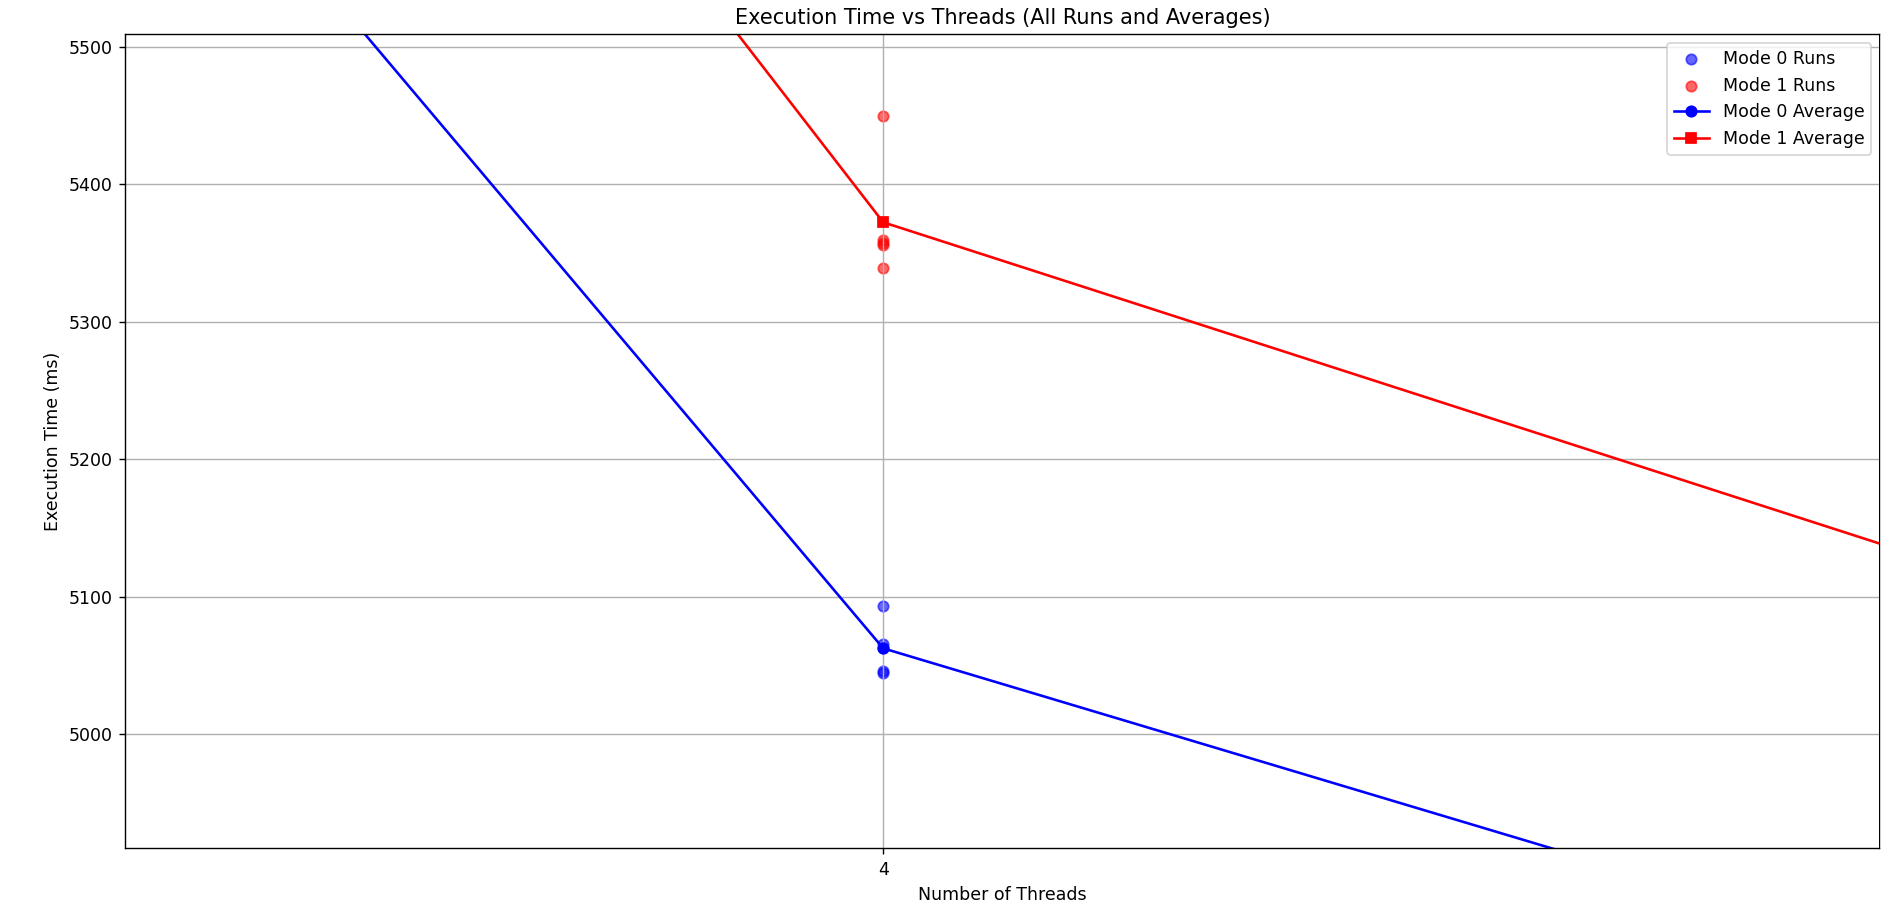 Execution Time vs Threads (All Runs and Averages)
5500
5400
5300
5200
5100
5000
Execution Time (ms)
4
Number of Threads
Mode 0 Runs
Mode 1 Runs
Mode 0 Average
Mode 1 Average